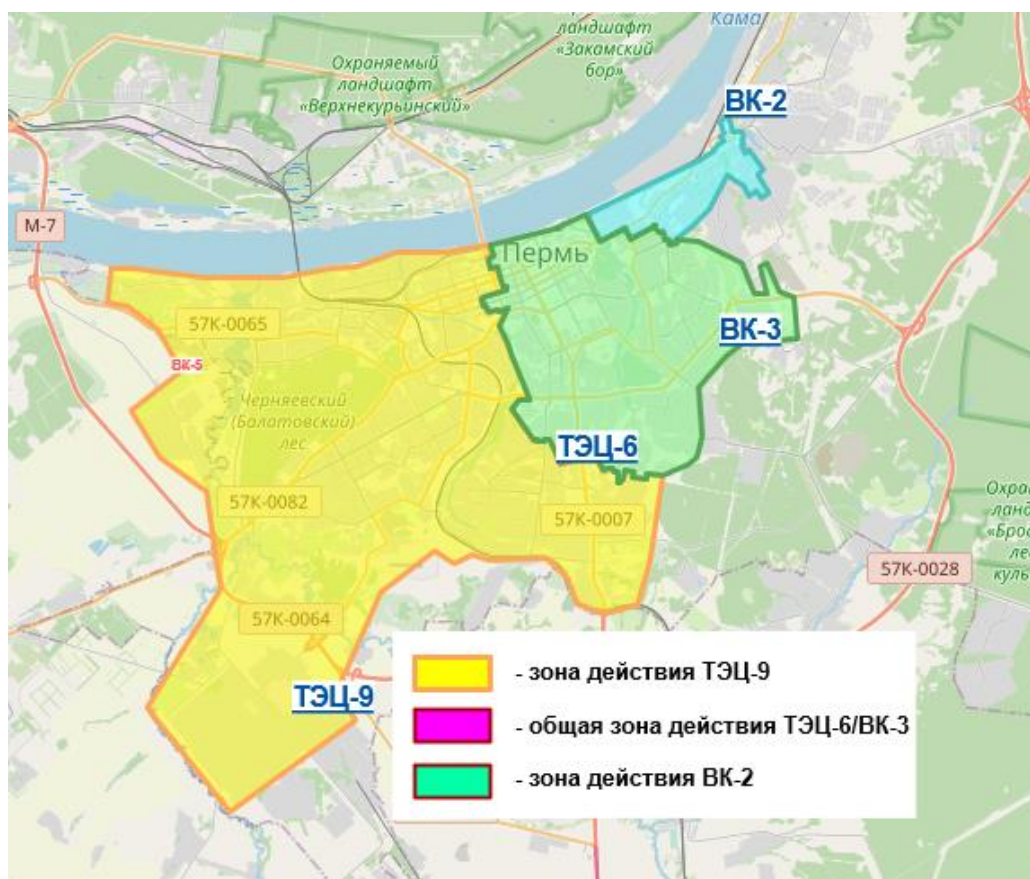 Кама
ландшафт
«Закамский
бор»
Охраняемый
ландшафт
«Верхнекурьинский»
ВК-2
М-7
Пермь
57К-0065
ВК-3
ВК-5
Черняевский
(Балатовский)
лес
ТЭЦ-6
57К-0082
57К-0007
57К-0028
57К-0064
ТЭЦ-9
- зона действия ТЭЦ-9
- общая зона действия ТЭЦ-6/ВК-3
- зона действия ВК-2